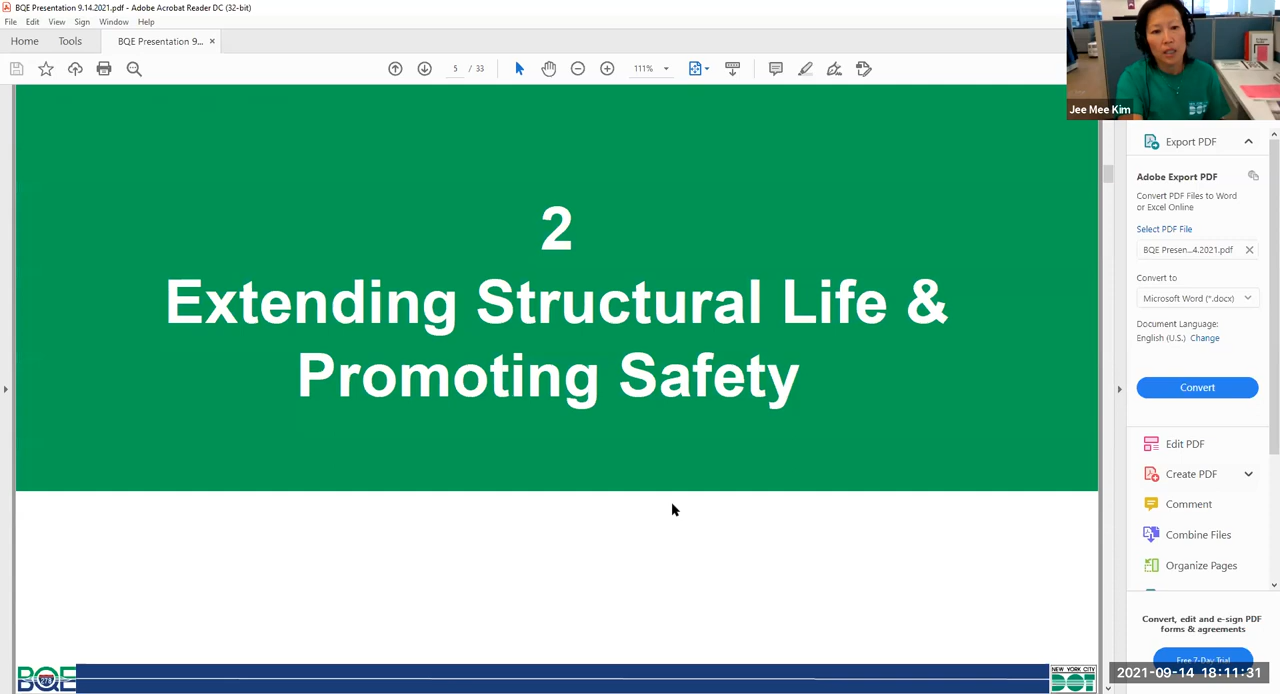 BQE Presentation 9.14.2021.pdf - Adobe Acrobat Reader DC (32-bit)
File Edit View Sign Window Help
Home Tools BQE Presentation 9... ×
5 / 33 111%
Jee Mee Kim
2
Extending Structural Life &
Promoting Safety
Export PDF
Adobe Export PDF
Convert PDF Files to Word
or Excel Online
Select PDF File
BQE Presen...4.2021.pdf
Convert to
Microsoft Word (*.docx)
Document Language:
English (U.S.) Change
Convert
Edit PDF
Create PDF
Comment
Combine Files
Organize Pages
Convert, edit and e-sign PDF
forms & agreements
Free 7-Day Trial
2021-09-14 18:11:31
BQE
278
NEW YORK CITY
DOT